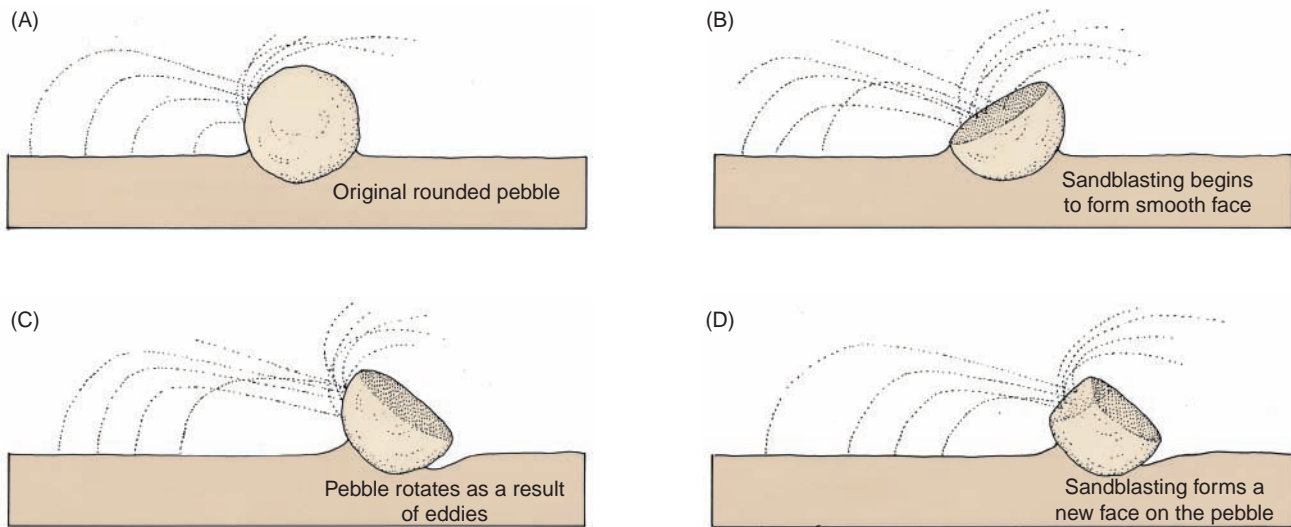 (A)
Original rounded pebble
(B)
Sandblasting begins
to form smooth face
(C)
Pebble rotates as a result
of eddies
(D)
Sandblasting forms a
new face on the pebble